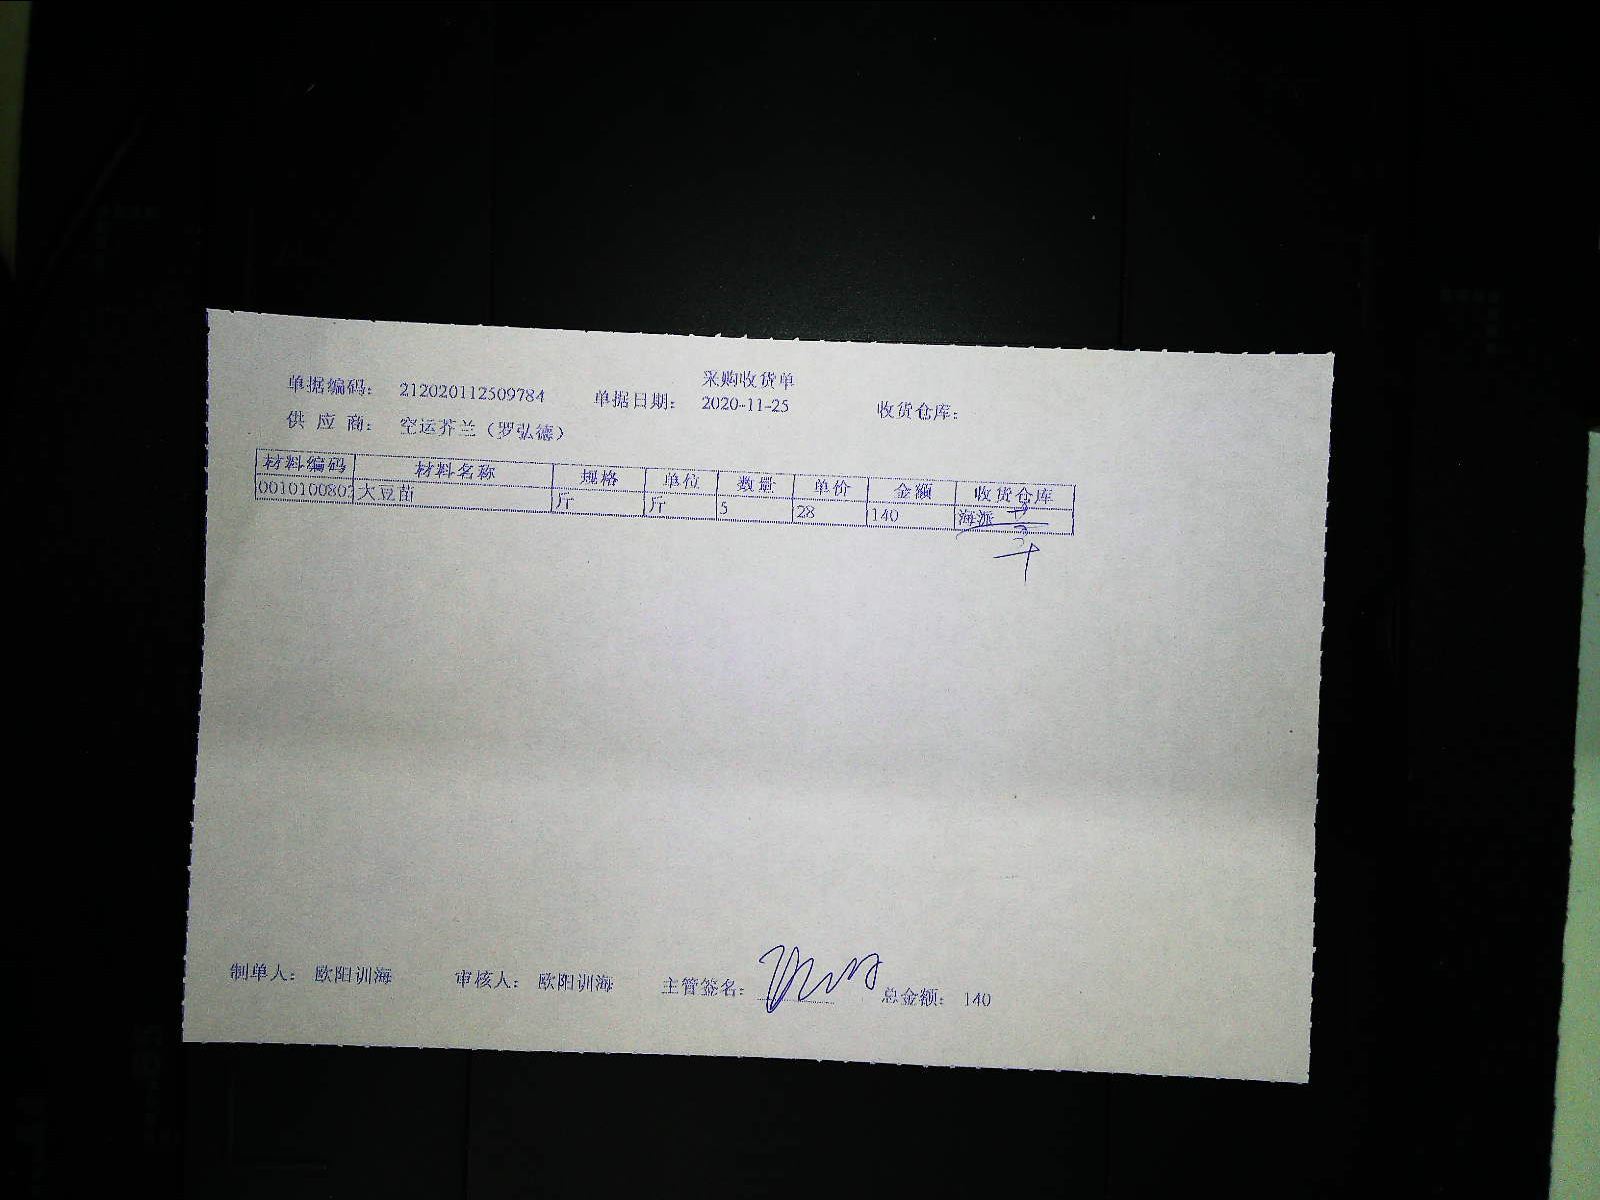 采购收货单
单据编码： 212020112509784 单据日期： 2020-11-25 收货仓库：
供 应 商： 空运芥兰（罗弘德）
材料编码 材料名称 规格 单位 数量 单价 金额 收货仓库
001010080 大豆苗 斤 斤 5 28 140 海派
制单人： 欧阳训海 审核人： 欧阳训海 主管签名： 总金额： 140